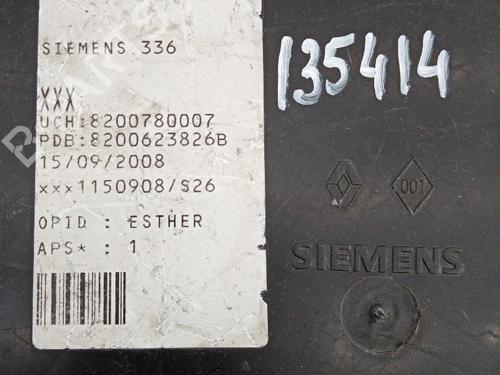 SIEMENS 336
135414
XXX
UCH:8200780007
PDB:8200623826B
15/09/2008
xxx1150908/S26
OPID : ESTHER
APS* : 1
001
SIEMENS